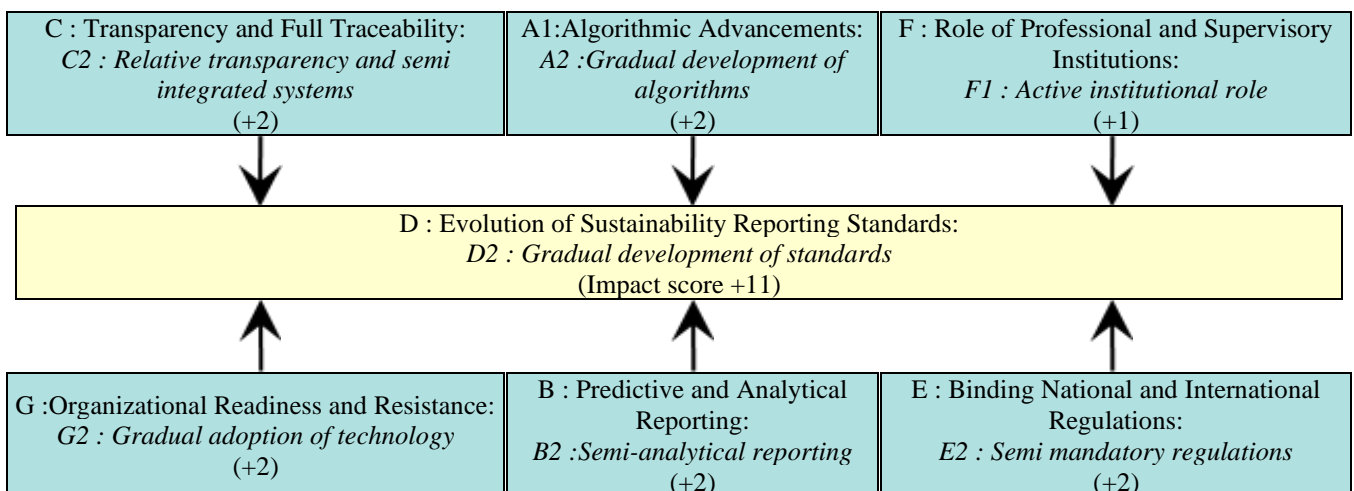 C : Transparency and Full Traceability:
C2 : Relative transparency and semi
integrated systems
(+2)
A1:Algorithmic Advancements:
A2 :Gradual development of
algorithms
(+2)
F : Role of Professional and Supervisory
Institutions:
F1 : Active institutional role
(+1)
D : Evolution of Sustainability Reporting Standards:
D2 : Gradual development of standards
(Impact score +11)
G :Organizational Readiness and Resistance:
G2 : Gradual adoption of technology
(+2)
B : Predictive and Analytical
Reporting:
B2 :Semi-analytical reporting
(+2)
E : Binding National and International
Regulations:
E2 : Semi mandatory regulations
(+2)